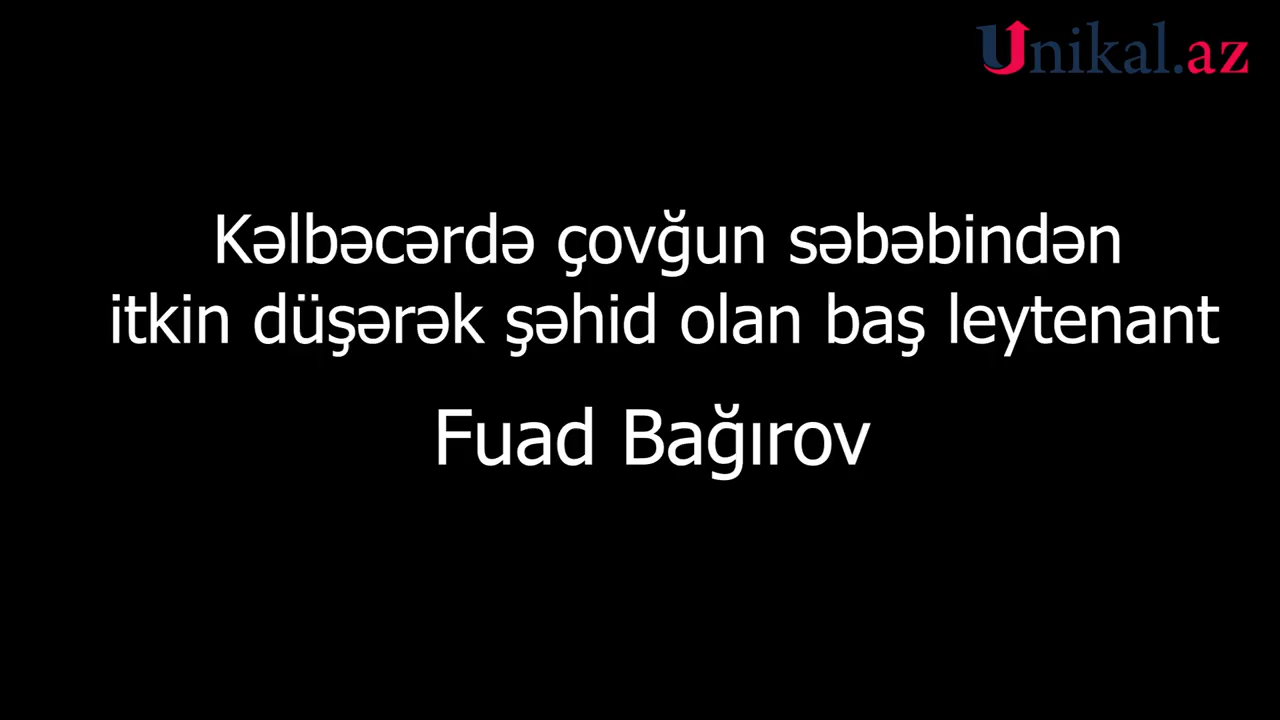 Unikal.az
Kəlbəcərdə çovğun səbəbindən
itkin düşərək şəhid olan baş leytenant
Fuad Bağırov